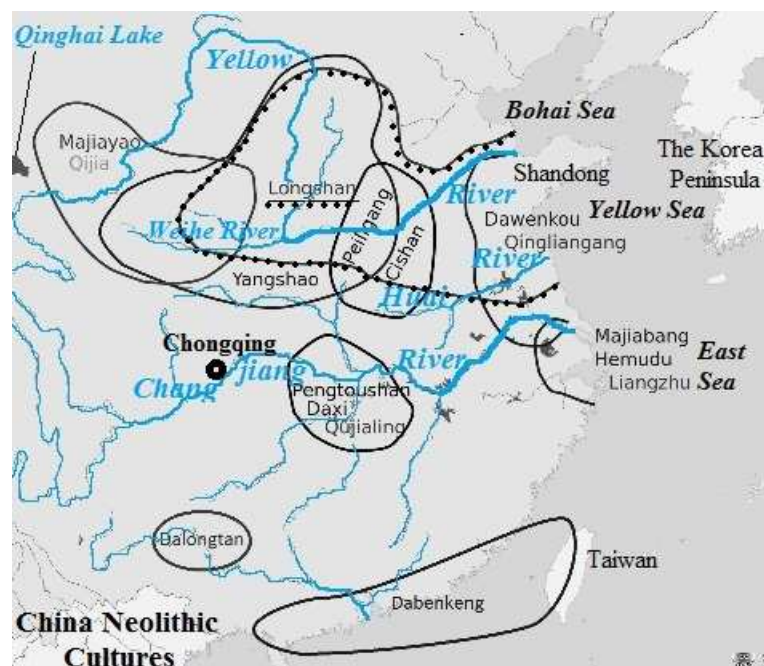 Qinghai Lake
Yellow
Bohai Sea
Majiayao
Qijia
The Korea
Peninsula
Shandong
Longshan
River
Peiligang
Cishan
Dawenkou
Yellow Sea
Qingliangang
Weihe River
River
Yangshao
Huai
Chongqing
Majiabang
Hemudu
Liangzhu
East
Sea
River
Chang jiang
Pengtoushan
Daxi
Qujialing
Dalongtan
Taiwan
Dabenkeng
China Neolithic
Cultures